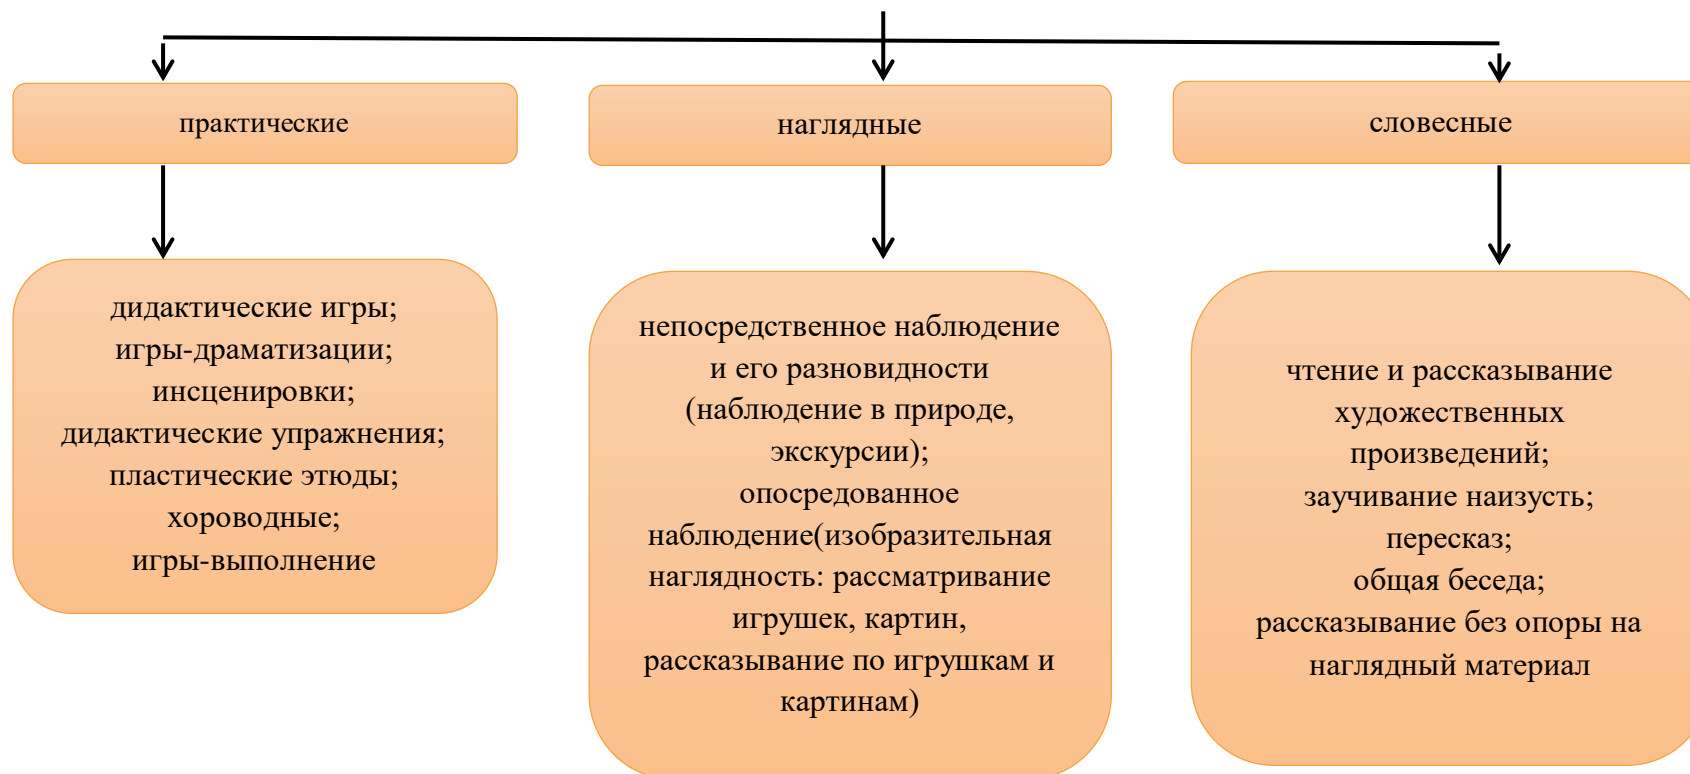 практические
наглядные
словесные
дидактические игры;
игры-драматизации;
инсценировки;
дидактические упражнения;
пластические этюды;
хороводные;
игры-выполнение
непосредственное наблюдение
и его разновидности
(наблюдение в природе,
экскурсии);
опосредованное
наблюдение(изобразительная
наглядность: рассматривание
игрушек, картин,
рассказывание по игрушкам и
картинам)
чтение и рассказывание
художественных
произведений;
заучивание наизусть;
пересказ;
общая беседа;
рассказывание без опоры на
наглядный материал